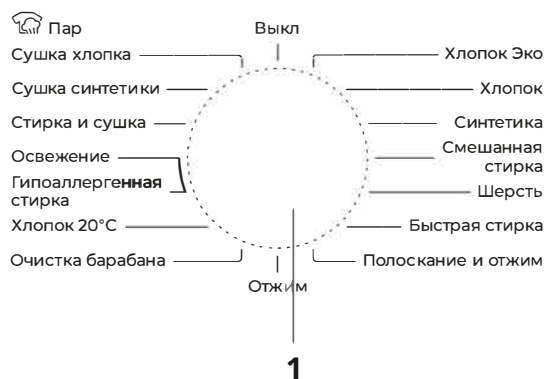 Пар
Выкл
Сушка хлопка
Сушка синтетики
Стирка и сушка
Освежение
Гипоаллергенная
стирка
Хлопок 20°C
Очистка барабана
Отжим
Хлопок Эко
Хлопок
Синтетика
Смешанная
стирка
Шерсть
Быстрая стирка
Полоскание и отжим
1